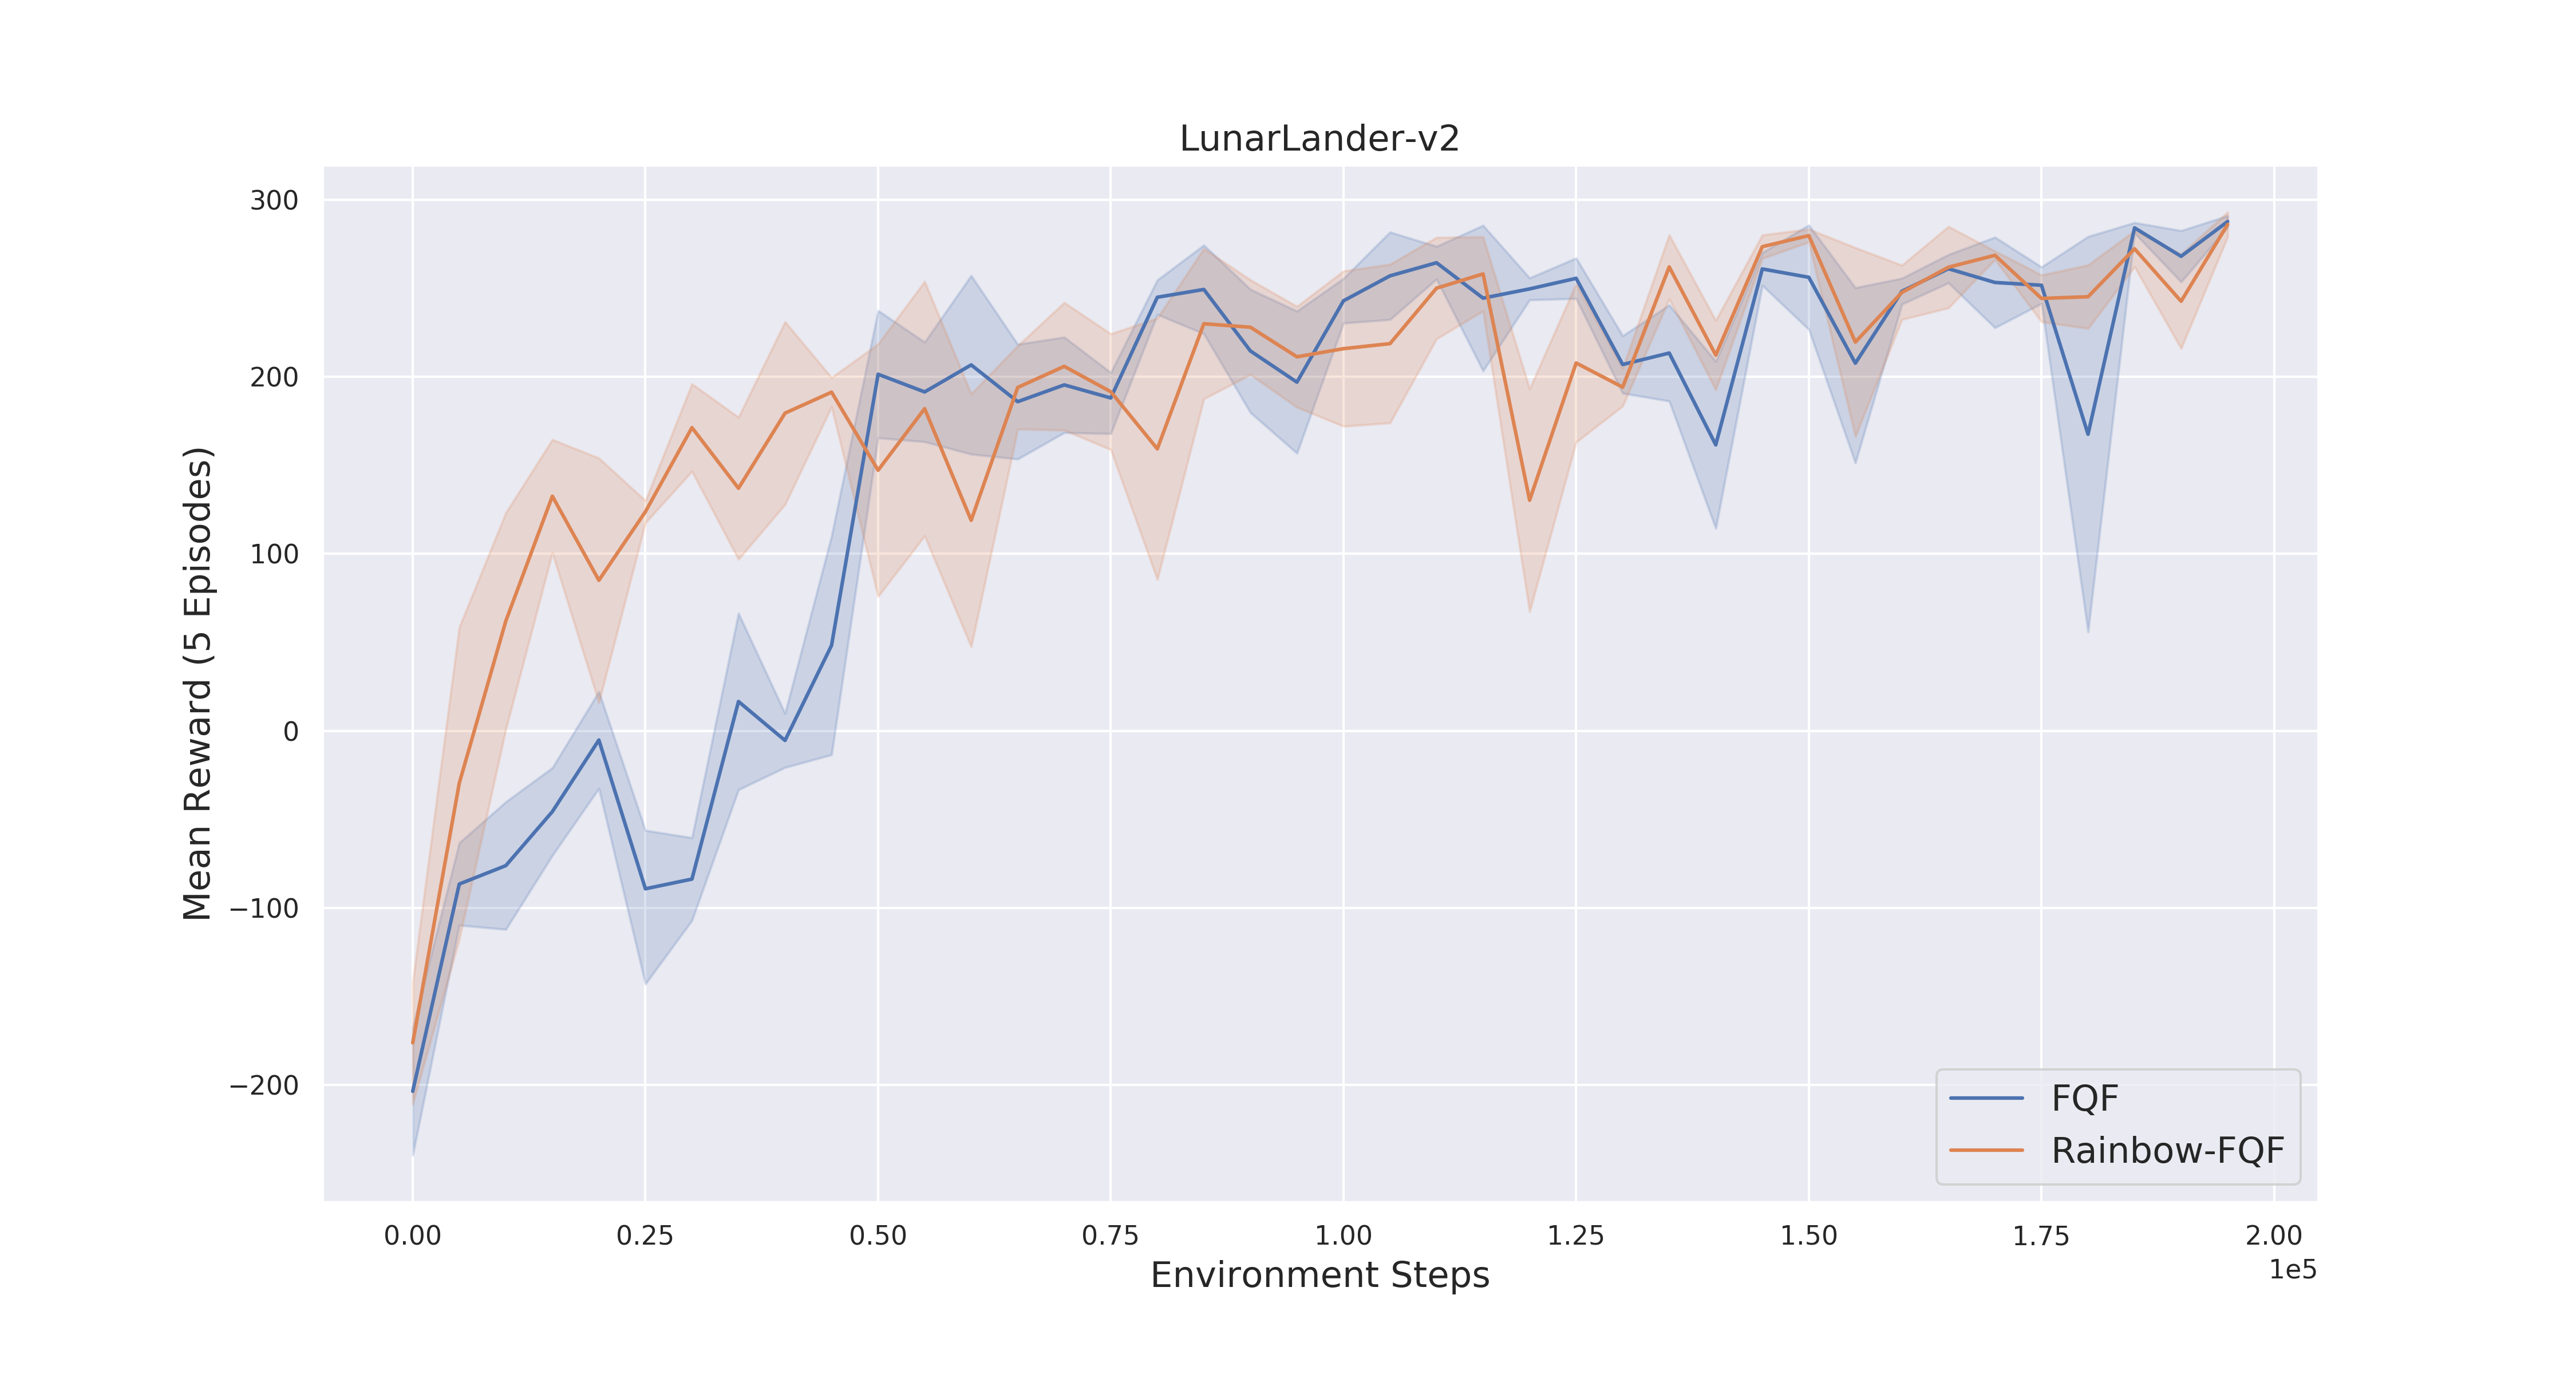 LunarLander-v2
Mean Reward (5 Episodes)
300
200
100
0
−100
−200
0.00 0.25 0.50 0.75 1.00 1.25 1.50 1.75 2.00
1e5
Environment Steps
FQF
Rainbow-FQF